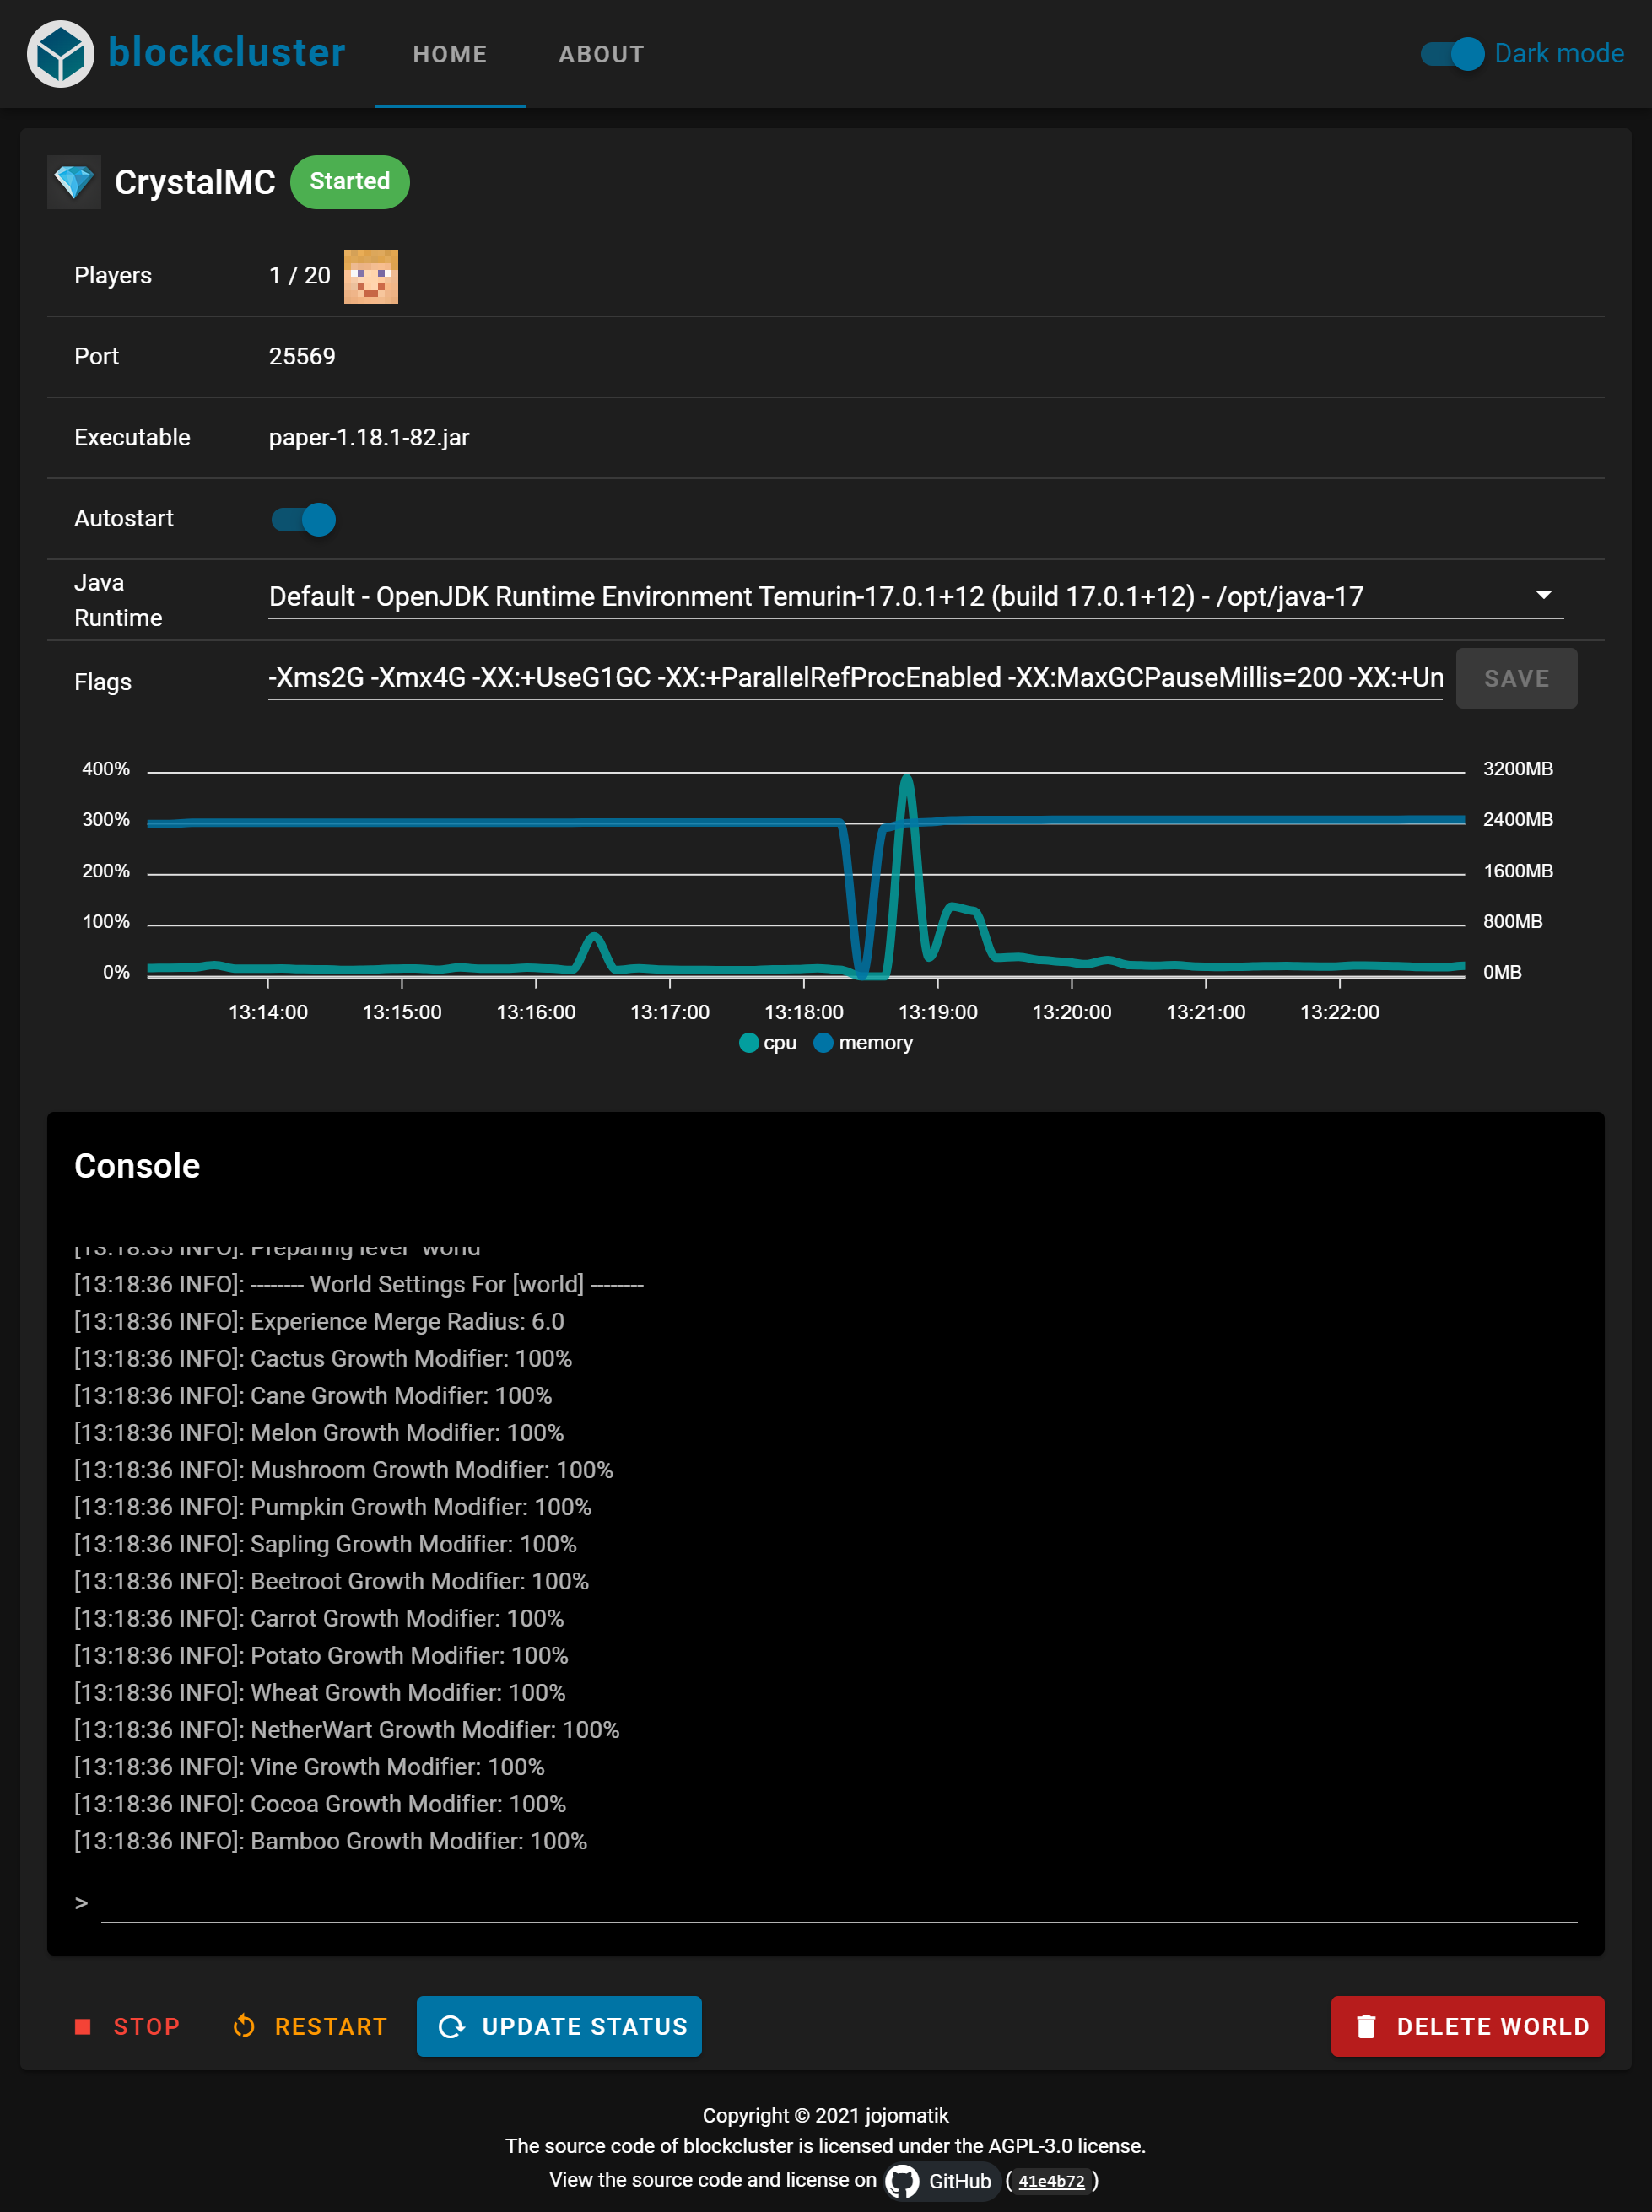 blockcluster HOME ABOUT Dark mode
CrystalMC Started
Players 1 / 20
Port 25569
Executable paper-1.18.1-82.jar
Autostart
Java Runtime Default - OpenJDK Runtime Environment Temurin-17.0.1+12 (build 17.0.1+12) - /opt/java-17
Flags -Xms2G -Xmx4G -XX:+UseG1GC -XX:+ParallelRefProcEnabled -XX:MaxGCPauseMillis=200 -XX:+Un SAVE
400% 3200MB
300% 2400MB
200% 1600MB
100% 800MB
0% 0MB
13:14:00 13:15:00 13:16:00 13:17:00 13:18:00 13:19:00 13:20:00 13:21:00 13:22:00
cpu memory
Console
[13:18:35 INFO]: Preparing level "world"
[13:18:36 INFO]: -------- World Settings For [world] --------
[13:18:36 INFO]: Experience Merge Radius: 6.0
[13:18:36 INFO]: Cactus Growth Modifier: 100%
[13:18:36 INFO]: Cane Growth Modifier: 100%
[13:18:36 INFO]: Melon Growth Modifier: 100%
[13:18:36 INFO]: Mushroom Growth Modifier: 100%
[13:18:36 INFO]: Pumpkin Growth Modifier: 100%
[13:18:36 INFO]: Sapling Growth Modifier: 100%
[13:18:36 INFO]: Beetroot Growth Modifier: 100%
[13:18:36 INFO]: Carrot Growth Modifier: 100%
[13:18:36 INFO]: Potato Growth Modifier: 100%
[13:18:36 INFO]: Wheat Growth Modifier: 100%
[13:18:36 INFO]: NetherWart Growth Modifier: 100%
[13:18:36 INFO]: Vine Growth Modifier: 100%
[13:18:36 INFO]: Cocoa Growth Modifier: 100%
[13:18:36 INFO]: Bamboo Growth Modifier: 100%
>
STOP RESTART UPDATE STATUS DELETE WORLD
Copyright © 2021 jojomatik
The source code of blockcluster is licensed under the AGPL-3.0 license.
View the source code and license on GitHub (41e4b72)